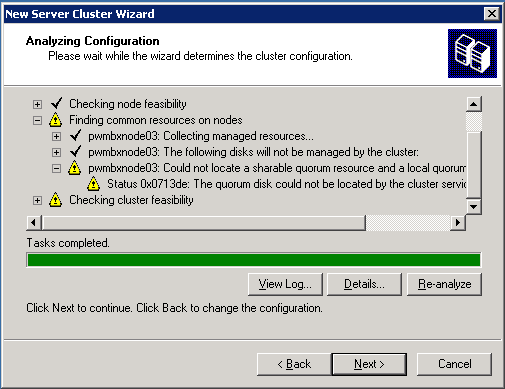 New Server Cluster Wizard
Analyzing Configuration
Please wait while the wizard determines the cluster configuration.
Checking node feasibility
Finding common resources on nodes
pwmbxnode03: Collecting managed resources...
pwmbxnode03: The following disks will not be managed by the cluster:
pwmbxnode03: Could not locate a sharable quorum resource and a local quorum
Status 0x0713de: The quorum disk could not be located by the cluster servic
Checking cluster feasibility
Tasks completed.
View Log... Details... Re-analyze
Click Next to continue. Click Back to change the configuration.
< Back Next > Cancel